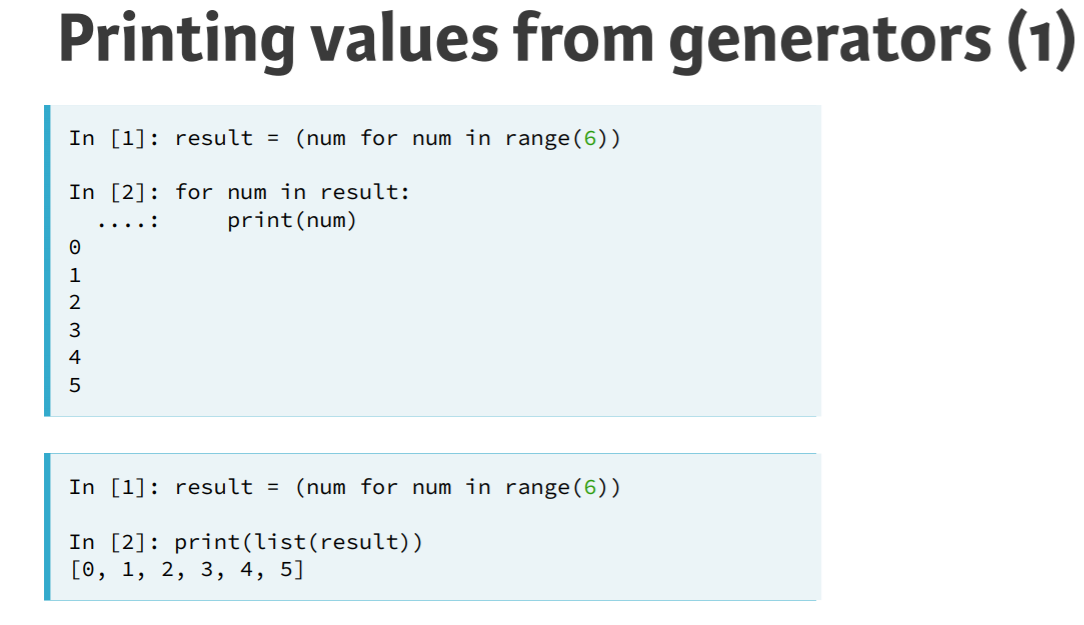 Printing values from generators (1)
In [1]: result = (num for num in range(6))
In [2]: for num in result:
....:     print(num)
0
1
2
3
4
5
In [1]: result = (num for num in range(6))
In [2]: print(list(result))
[0, 1, 2, 3, 4, 5]